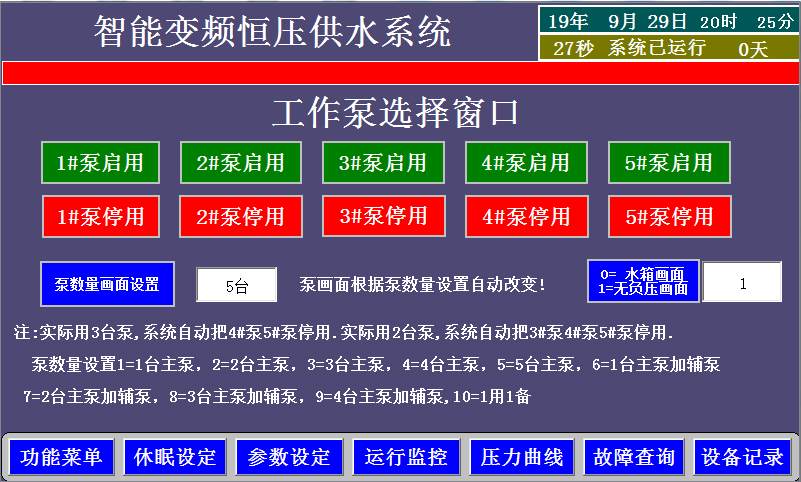 智能变频恒压供水系统
19年 9月 29日 20时 25分
27秒 系统已运行 0天
工作泵选择窗口
1#泵启用 2#泵启用 3#泵启用 4#泵启用 5#泵启用
1#泵停用 2#泵停用 3#泵停用 4#泵停用 5#泵停用
泵数量画面设置 5台 泵画面根据泵数量设置自动改变! 0= 水箱画面 1
1=无负压画面
注:实际用3台泵,系统自动把4#泵5#泵停用.实际用2台泵,系统自动把3#泵4#泵5#泵停用.
泵数量设置1=1台主泵，2=2台主泵，3=3台主泵，4=4台主泵，5=5台主泵，6=1台主泵加辅泵
7=2台主泵加辅泵，8=3台主泵加辅泵，9=4台主泵加辅泵,10=1用1备
功能菜单 休眠设定 参数设定 运行监控 压力曲线 故障查询 设备记录